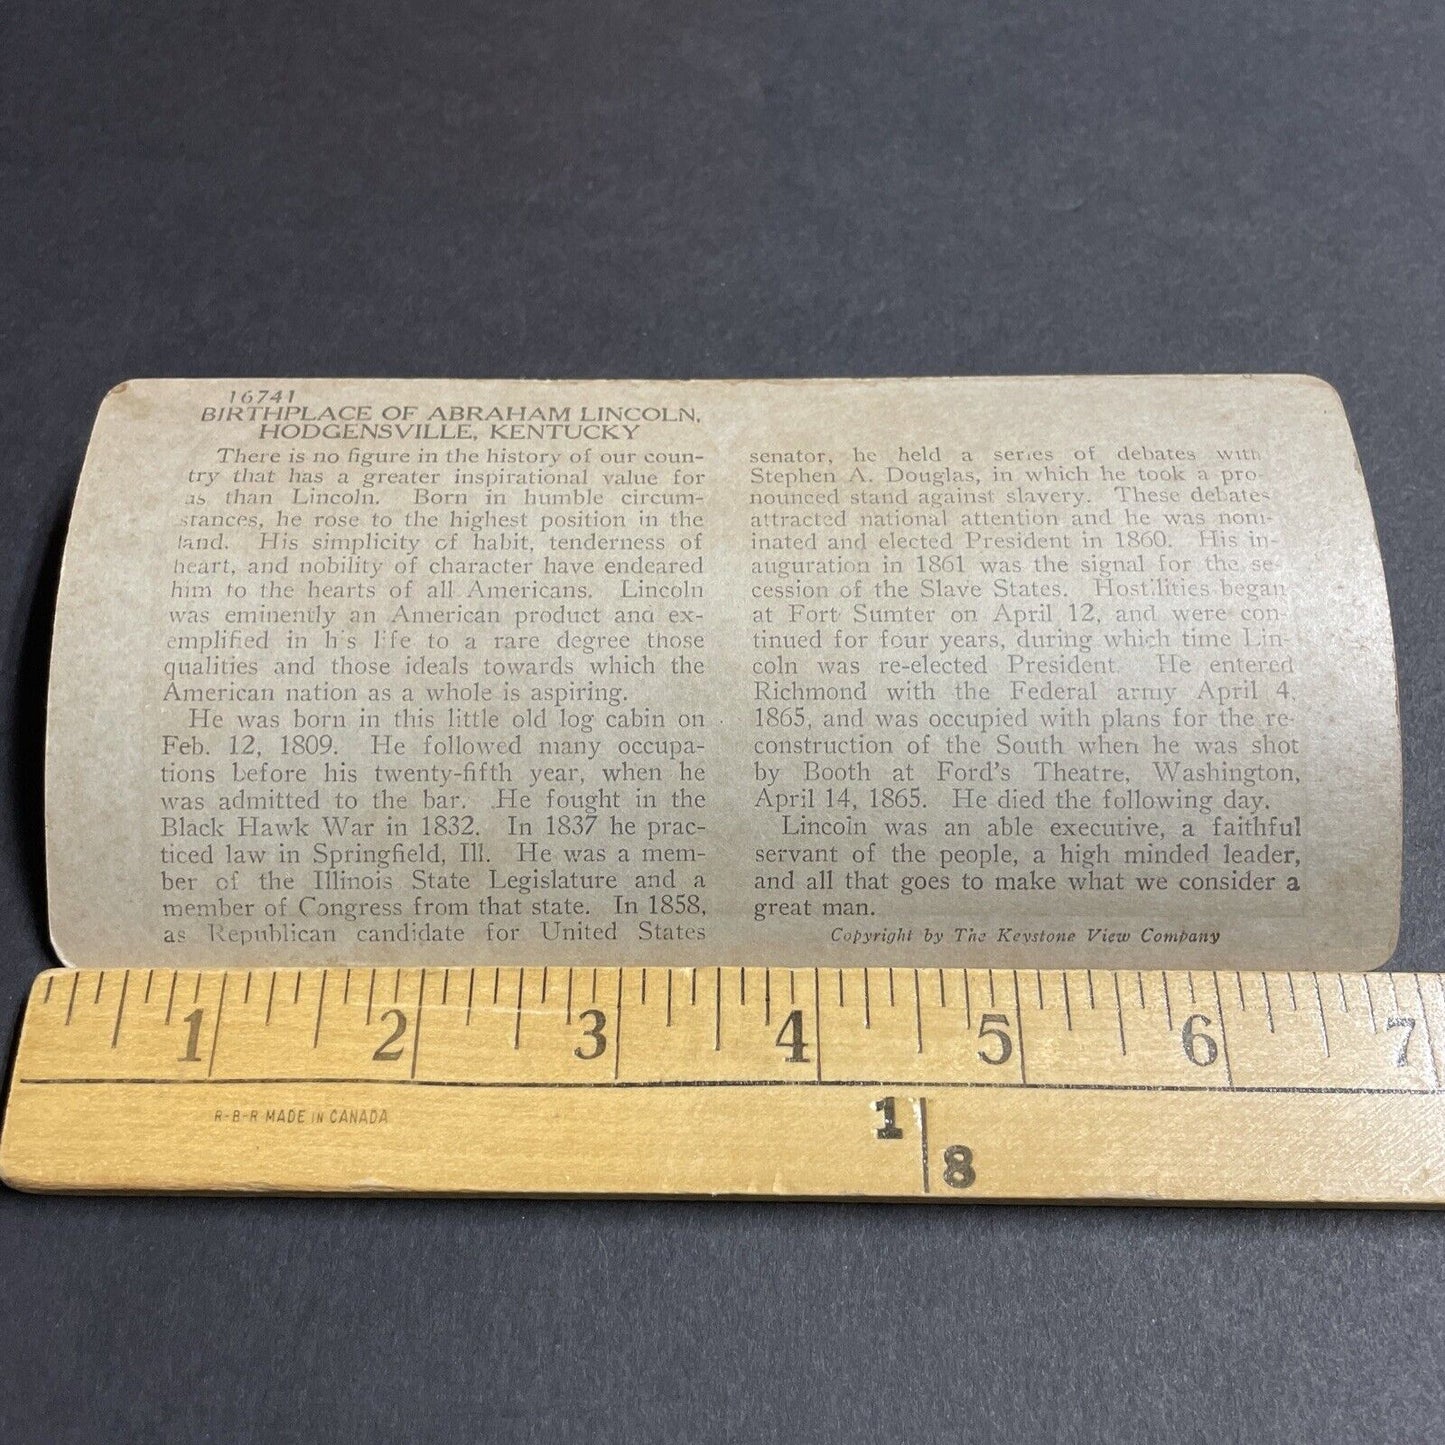 16741
BIRTHPLACE OF ABRAHAM LINCOLN,
HODGENSVILLE, KENTUCKY
There is no figure in the history of our coun-
try that has a greater inspirational value for
us than Lincoln. Born in humble circum-
stances, he rose to the highest position in the
land. His simplicity of habit, tenderness of
heart, and nobility of character have endeared
him to the hearts of all Americans. Lincoln
was eminently an American product and ex-
emplified in his life to a rare degree those
qualities and those ideals towards which the
American nation as a whole is aspiring.
He was born in this little old log cabin on
Feb. 12, 1809. He followed many occupa-
tions before his twenty-fifth year, when he
was admitted to the bar. He fought in the
Black Hawk War in 1832. In 1837 he prac-
ticed law in Springfield, Ill. He was a mem-
ber of the Illinois State Legislature and a
member of Congress from that state. In 1858,
as Republican candidate for United States
senator, he held a series of debates with
Stephen A. Douglas, in which he took a pro-
nounced stand against slavery. These debates
attracted national attention and he was nom-
inated and elected President in 1860. His in-
auguration in 1861 was the signal for the se-
cession of the Slave States. Hostilities began
at Fort Sumter on April 12, and were con-
tinued for four years, during which time Lin-
coln was re-elected President. He entered
Richmond with the Federal army April 4,
1865, and was occupied with plans for the re-
construction of the South when he was shot
by Booth at Ford's Theatre, Washington,
April 14, 1865. He died the following day.
Lincoln was an able executive, a faithful
servant of the people, a high minded leader,
and all that goes to make what we consider a
great man.
Copyright by The Keystone View Company
1 2 3 4 5 6 7
R-B-R MADE IN CANADA
1 8